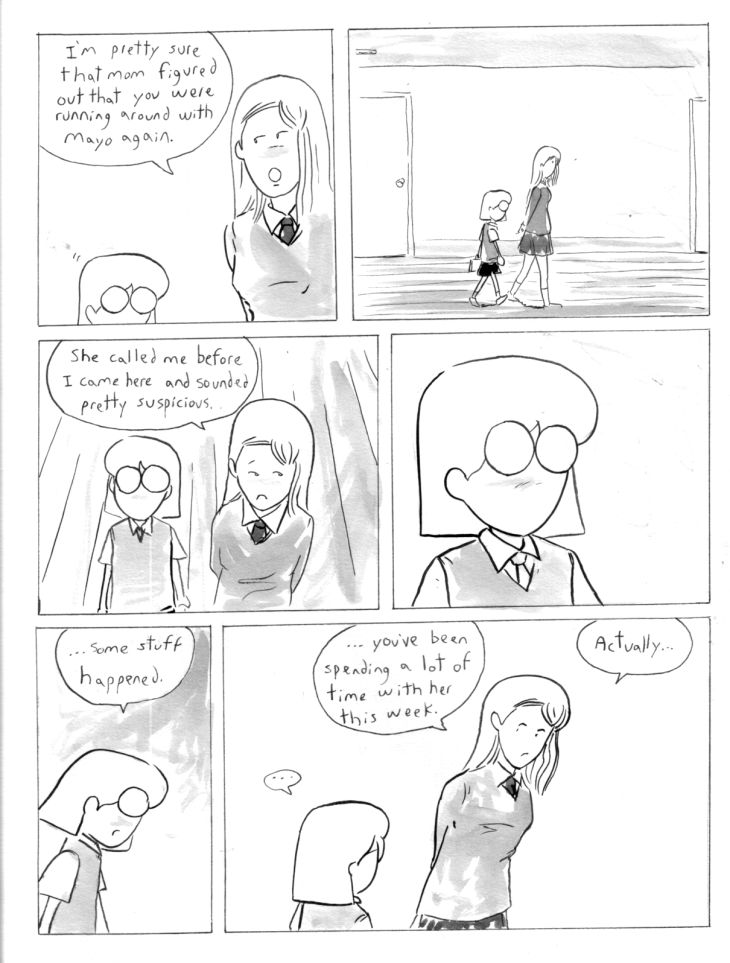 I'm pretty sure
that mom figured
out that you were
running around with
Mayo again.
She called me before
I came here and sounded
pretty suspicious..
Actually...
... you've been
spending a lot of
time with her
this week.
...
...Some stuff
happened.